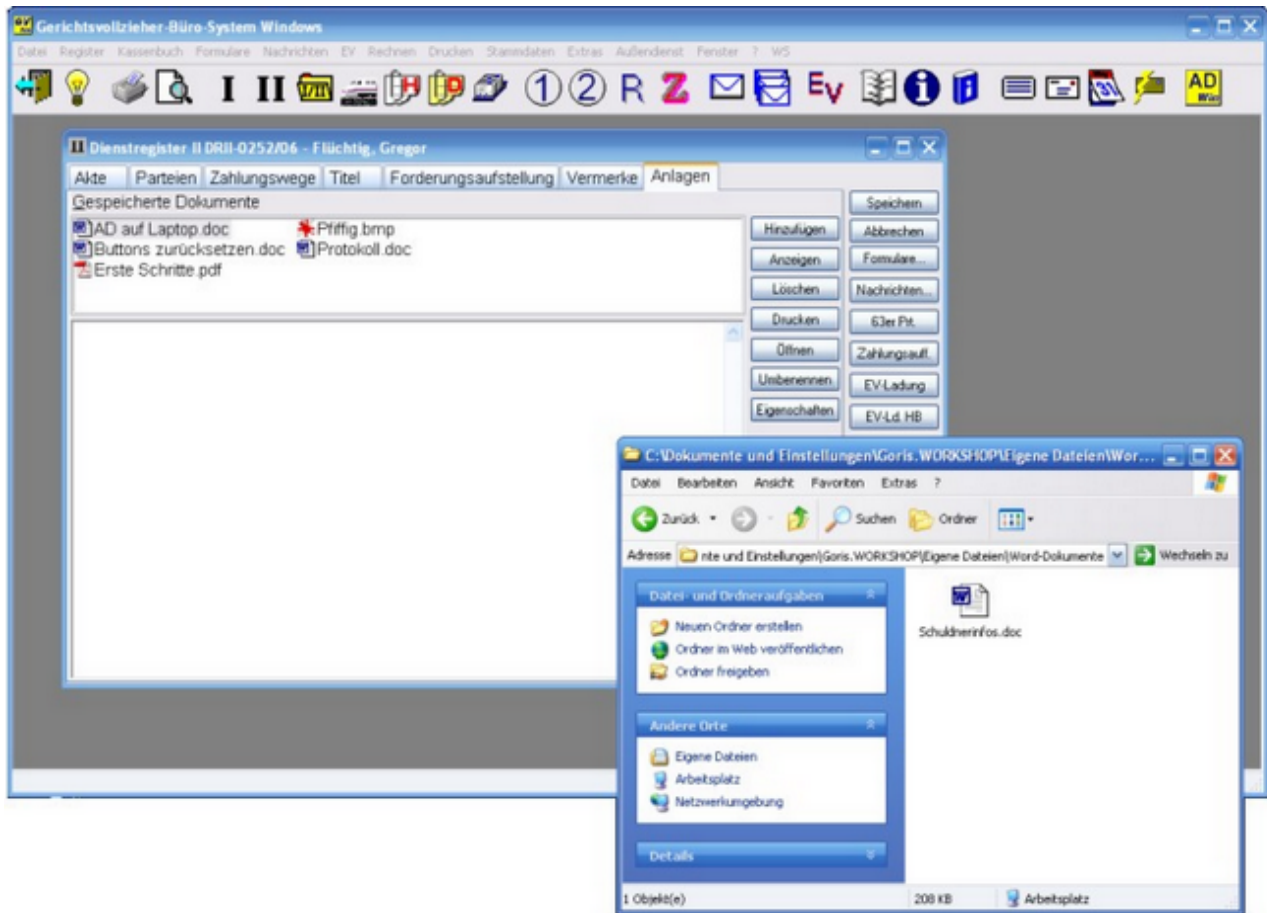 Gerichtsvollzieher-Büro-System Windows
Datei Register Kassenbuch Formulare Nachrichten EV Rechnen Drucken Stammdaten Extras Außendienst Fenster ? WS
I II H P 1 2 R Z EV i AD
II Dienstregister II DRII-0252/06 - Flüchtig, Gregor
Akte Parteien Zahlungswege Titel Forderungsaufstellung Vermerke Anlagen
Gespeicherte Dokumente
AD auf Laptop.doc Pfiffig.bmp
Buttons zurücksetzen.doc Protokoll.doc
Erste Schritte.pdf
Hinzufügen
Anzeigen
Löschen
Drucken
Öffnen
Umbenennen
Eigenschaften
Speichern
Abbrechen
Formulare...
Nachrichten...
63er Prt.
Zahlungsauff.
EV-Ladung
EV-Ld. HB
C:\Dokumente und Einstellungen\Goris.WORKSHOP\Eigene Dateien\Wor...
Datei Bearbeiten Ansicht Favoriten Extras ?
Zurück Suchen Ordner
Adresse nte und Einstellungen\Goris.WORKSHOP\Eigene Dateien\Word-Dokumente Wechseln zu
Datei- und Ordneraufgaben
Neuen Ordner erstellen
Ordner im Web veröffentlichen
Ordner freigeben
Andere Orte
Eigene Dateien
Arbeitsplatz
Netzwerkumgebung
Details
Schuldnerinfos.doc
1 Objekt(e) 208 KB Arbeitsplatz